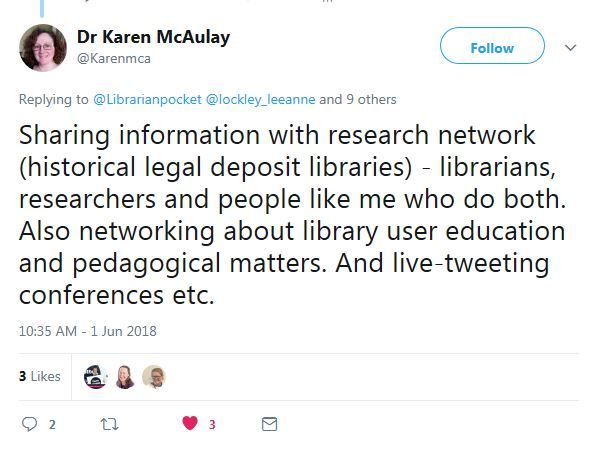 Dr Karen McAulay
@Karenmca
Follow
Replying to @Librarianpocket @lockley_leeanne and 9 others
Sharing information with research network
(historical legal deposit libraries) - librarians,
researchers and people like me who do both.
Also networking about library user education
and pedagogical matters. And live-tweeting
conferences etc.
10:35 AM - 1 Jun 2018
3 Likes
2
3